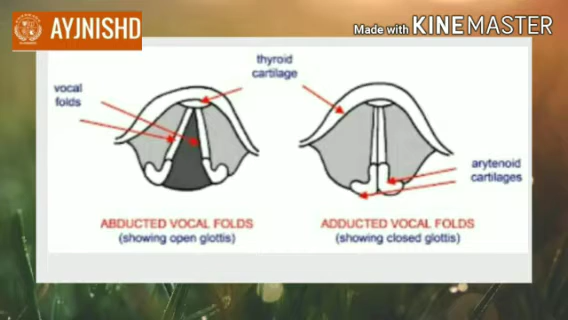 AYJNISHD
Made with KINEMASTER
thyroid
cartilage
vocal
folds
arytenoid
cartilages
ABDUCTED VOCAL FOLDS
(showing open glottis)
ADDUCTED VOCAL FOLDS
(showing closed glottis)